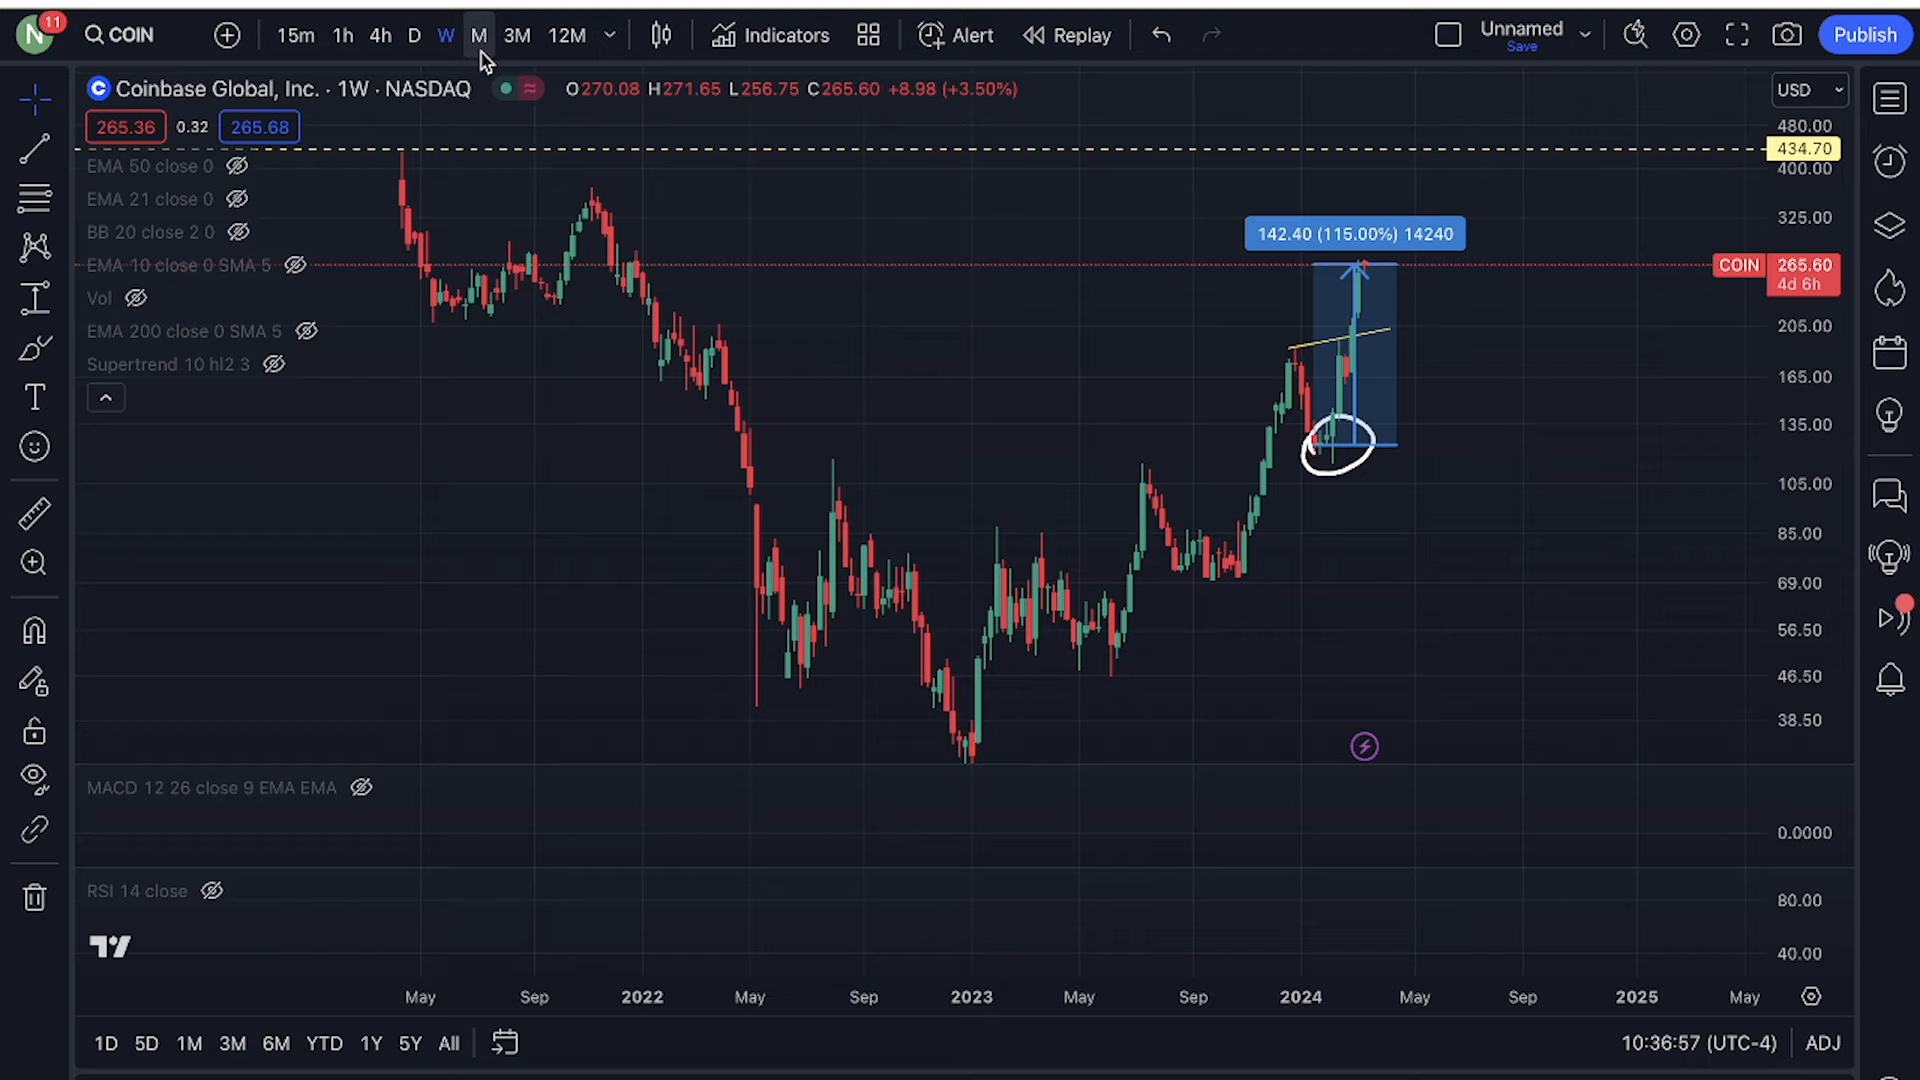 N 11 COIN 15m 1h 4h D W M 3M 12M Indicators Alert Replay Unnamed Save Publish
C Coinbase Global, Inc. · 1W · NASDAQ O270.08 H271.65 L256.75 C265.60 +8.98 (+3.50%) USD
265.36 0.32 265.68
480.00
434.70
EMA 50 close 0
400.00
EMA 21 close 0
325.00
BB 20 close 2 0
142.40 (115.00%) 14240
EMA 10 close 0 SMA 5
COIN 265.60
4d 6h
Vol
EMA 200 close 0 SMA 5
205.00
Supertrend 10 hl2 3
165.00
135.00
105.00
85.00
69.00
56.50
46.50
38.50
MACD 12 26 close 9 EMA EMA
0.0000
RSI 14 close
80.00
40.00
May Sep 2022 May Sep 2023 May Sep 2024 May Sep 2025 May
1D 5D 1M 3M 6M YTD 1Y 5Y All 10:36:57 (UTC-4) ADJ